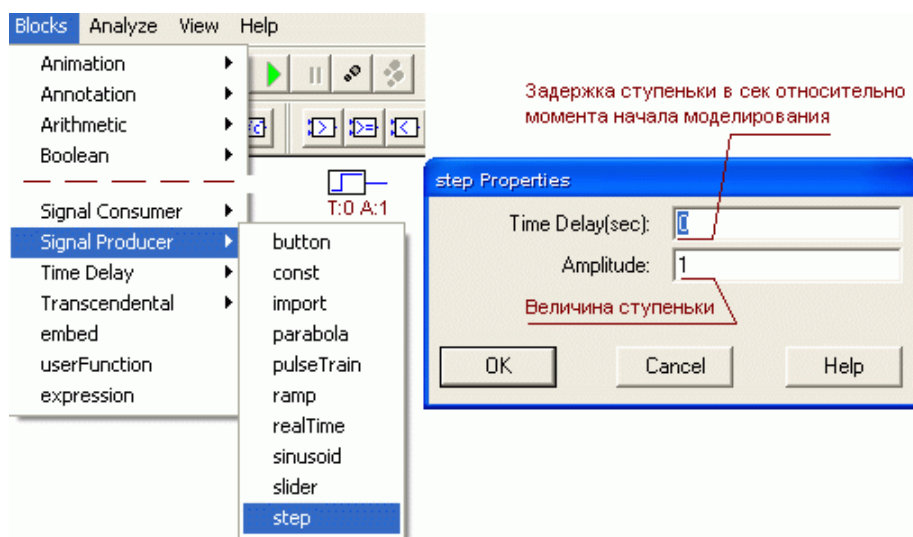 Blocks Analyze View Help
Animation
Annotation
Arithmetic
Boolean
Signal Consumer
Signal Producer
Time Delay
Transcendental
embed
userFunction
expression
T:0 A:1
button
const
import
parabola
pulseTrain
ramp
realTime
sinusoid
slider
step
Задержка ступеньки в сек относительно
момента начала моделирования
step Properties
Time Delay(sec): 0
Amplitude: 1
Величина ступеньки
OK Cancel Help